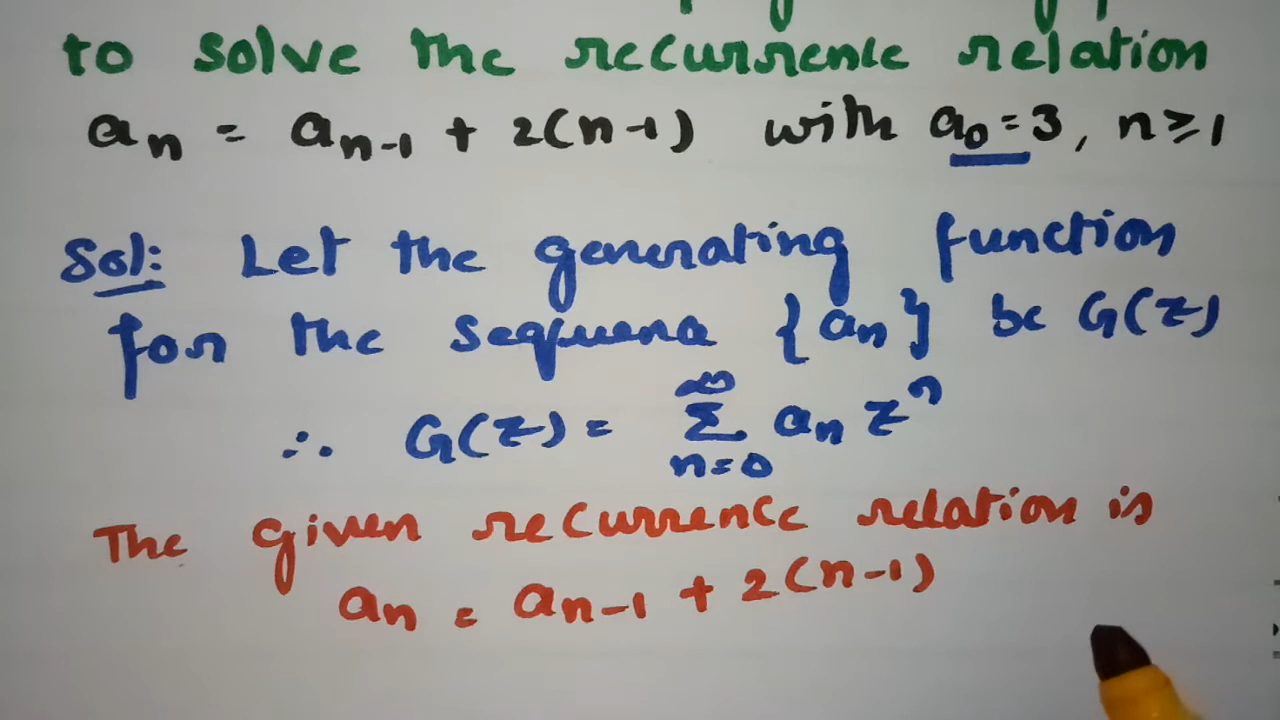 to solve the recurrence relation
aₙ = aₙ₋₁ + 2(n-1) with a₀=3, n≥1
Sol: Let the generating function
for the sequence {aₙ} be G(z)
∴ G(z) = ∑_{n=0}^{∞} aₙ zⁿ
The given recurrence relation is
aₙ = aₙ₋₁ + 2(n-1)